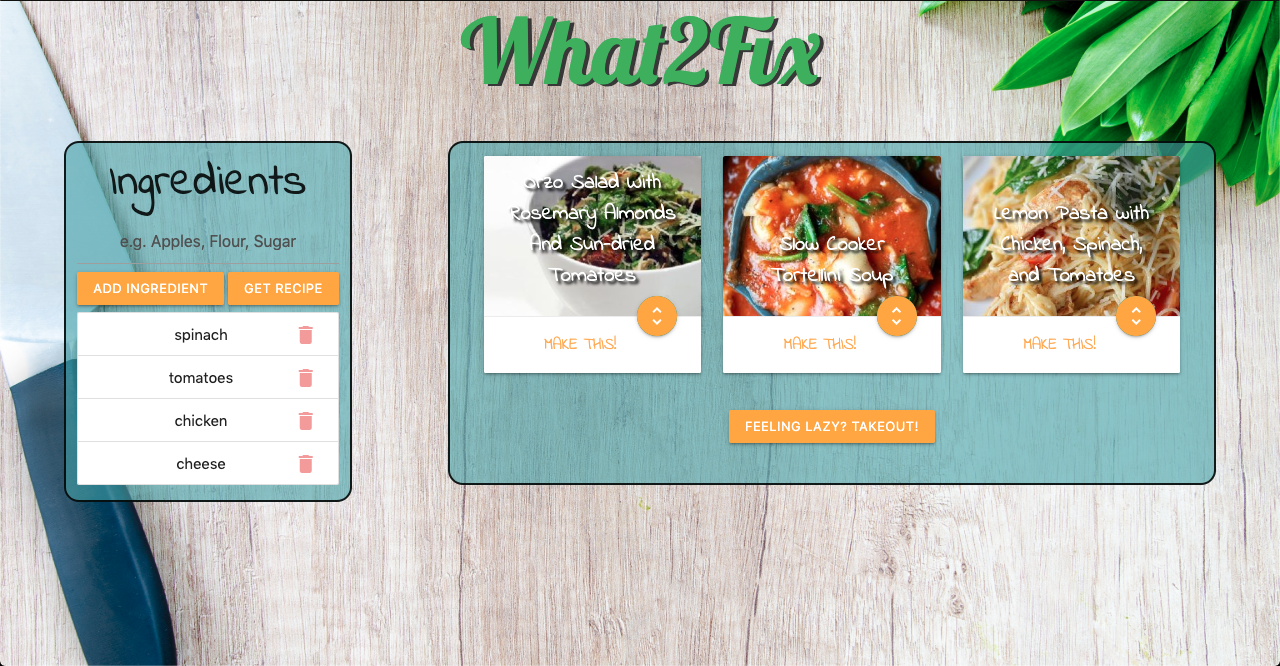 What2Fix
Ingredients
e.g. Apples, Flour, Sugar
ADD INGREDIENT
GET RECIPE
spinach
tomatoes
chicken
cheese
Orzo Salad with
Rosemary Almonds
And Sun-dried
Tomatoes
MAKE THIS!
Slow Cooker
Tortellini Soup
MAKE THIS!
Lemon Pasta with
Chicken, Spinach,
and Tomatoes
MAKE THIS!
FEELING LAZY? TAKEOUT!